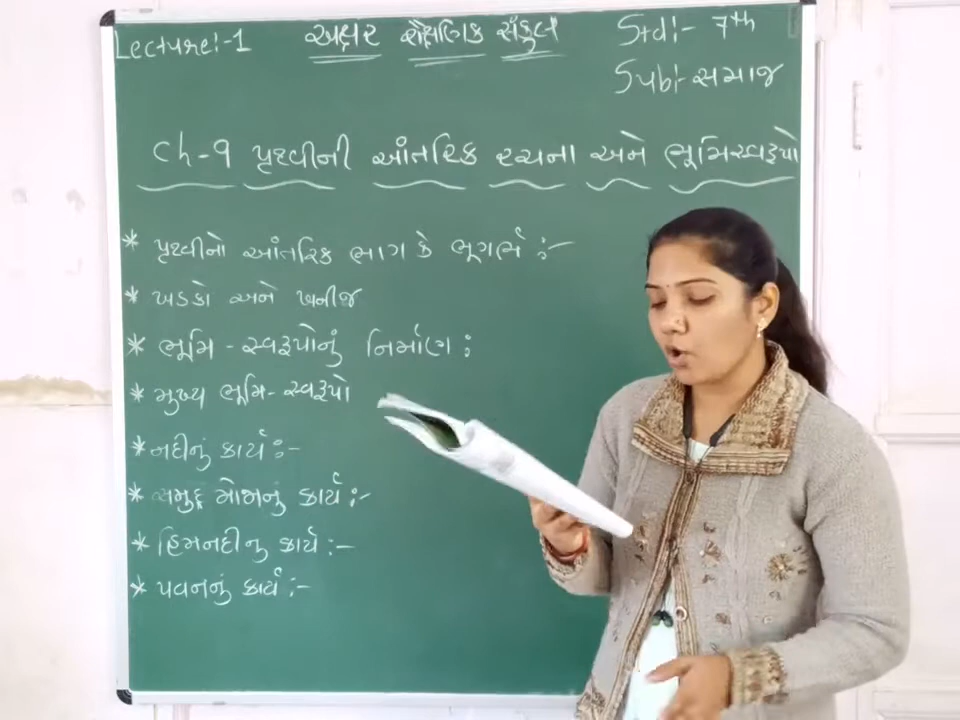 Lecture:-1 અક્ષર શૈક્ષણિક સંકુલ Std:- 7th
Sub:- સમાજ
Ch-9 પૃથ્વીની આંતરિક રચના અને ભૂમિસ્વરૂપો
* પૃથ્વીનો આંતરિક ભાગ કે ભૂગર્ભ :-
* ખડકો અને ખનીજ
* ભૂમિ - સ્વરૂપોનું નિર્માણ :
* મુખ્ય ભૂમિ- સ્વરૂપો
* નદીનું કાર્ય :-
* સમુદ્ર મોજાનું કાર્ય :-
* હિમનદીનુ કાર્ય :-
* પવનનું કાર્ય :-